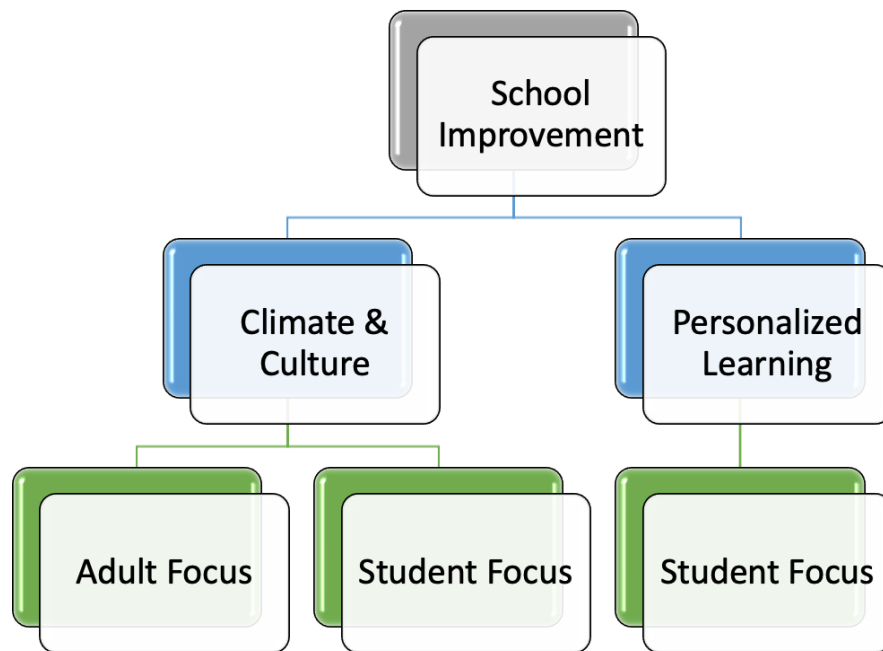 School
Improvement
Climate &
Culture
Personalized
Learning
Adult Focus
Student Focus
Student Focus